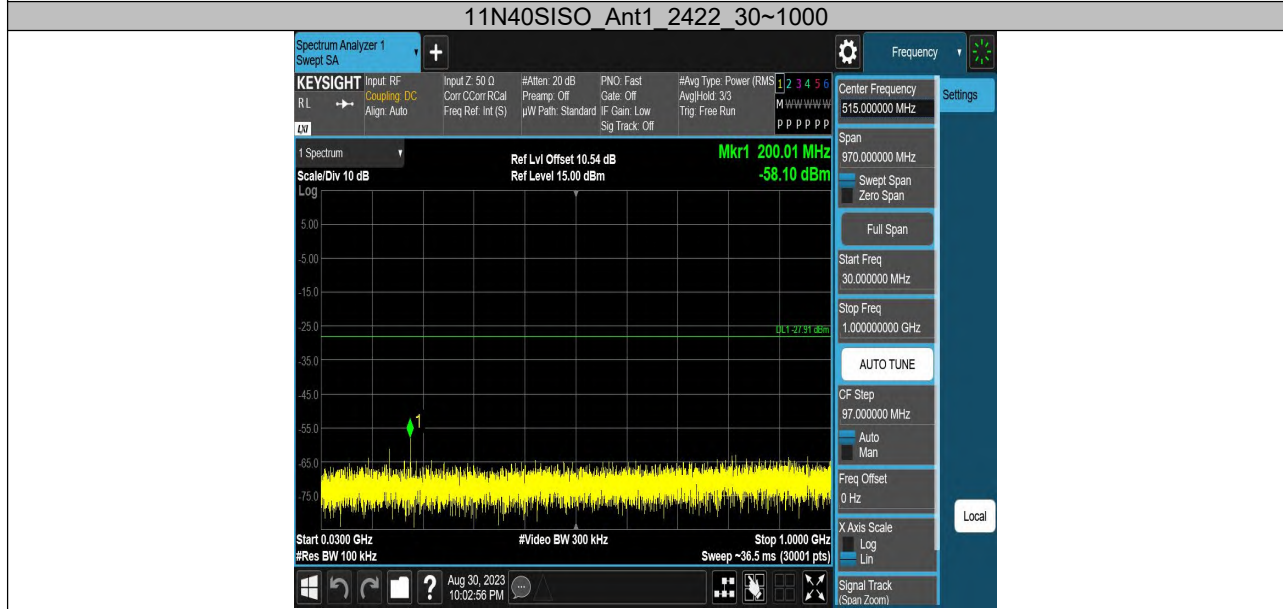 11N40SISO_Ant1_2422_30~1000
Spectrum Analyzer 1
Swept SA
Frequency
KEYSIGHT
RL
LXI
Input: RF
Coupling: DC
Align: Auto
Input Z: 50 Ω
Corr CCorr RCal
Freq Ref: Int (S)
#Atten: 20 dB
Preamp: Off
µW Path: Standard
PNO: Fast
Gate: Off
IF Gain: Low
Sig Track: Off
#Avg Type: Power (RMS
Avg|Hold: 3/3
Trig: Free Run
1 2 3 4 5 6
M W W W W W
P P P P P P
1 Spectrum
Scale/Div 10 dB
Ref Lvl Offset 10.54 dB
Ref Level 15.00 dBm
Mkr1 200.01 MHz
-58.10 dBm
Log
5.00
-5.00
-15.0
-25.0
DL1 -27.91 dBm
-35.0
-45.0
1
-55.0
-65.0
-75.0
Start 0.0300 GHz
#Res BW 100 kHz
#Video BW 300 kHz
Stop 1.0000 GHz
Sweep ~36.5 ms (30001 pts)
Aug 30, 2023
10:02:56 PM
Center Frequency
515.000000 MHz
Span
970.000000 MHz
Swept Span
Zero Span
Full Span
Start Freq
30.000000 MHz
Stop Freq
1.000000000 GHz
AUTO TUNE
CF Step
97.000000 MHz
Auto
Man
Freq Offset
0 Hz
X Axis Scale
Log
Lin
Signal Track
(Span Zoom)
Settings
Local